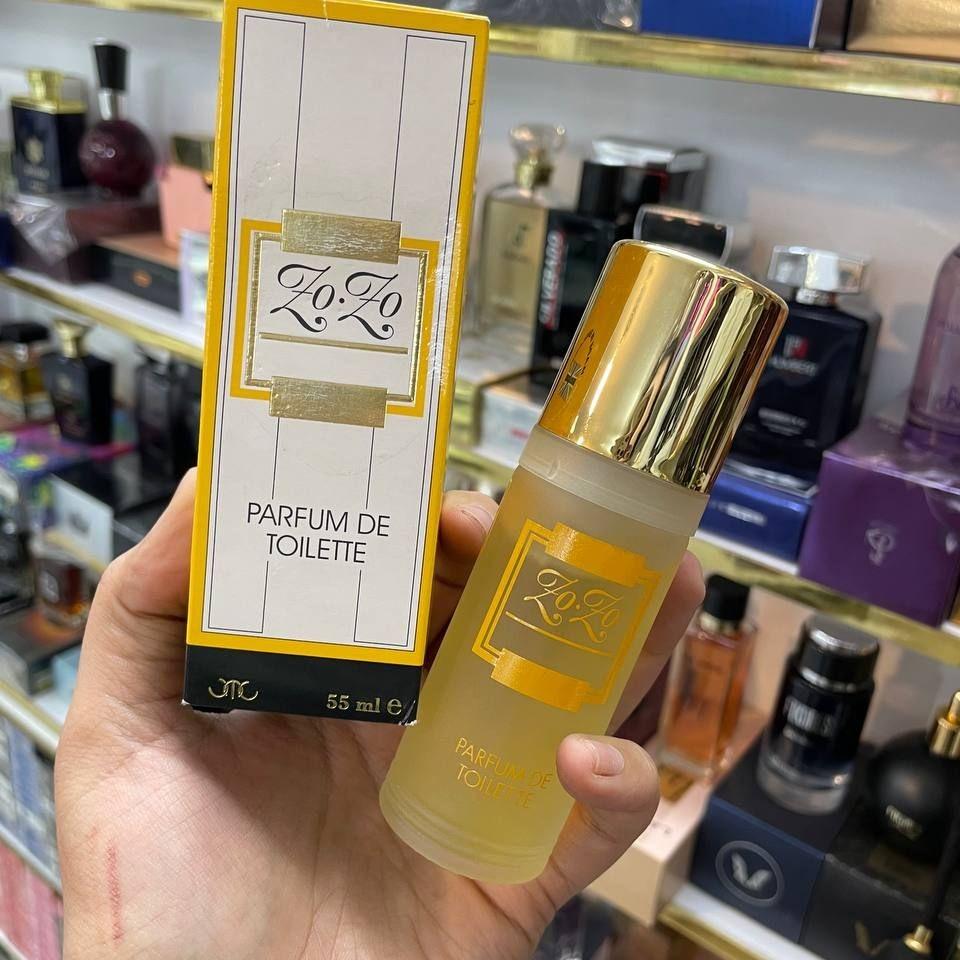 Zo·Zo
PARFUM DE
TOILETTE
55 ml e
Zo·Zo
PARFUM DE
TOILETTE